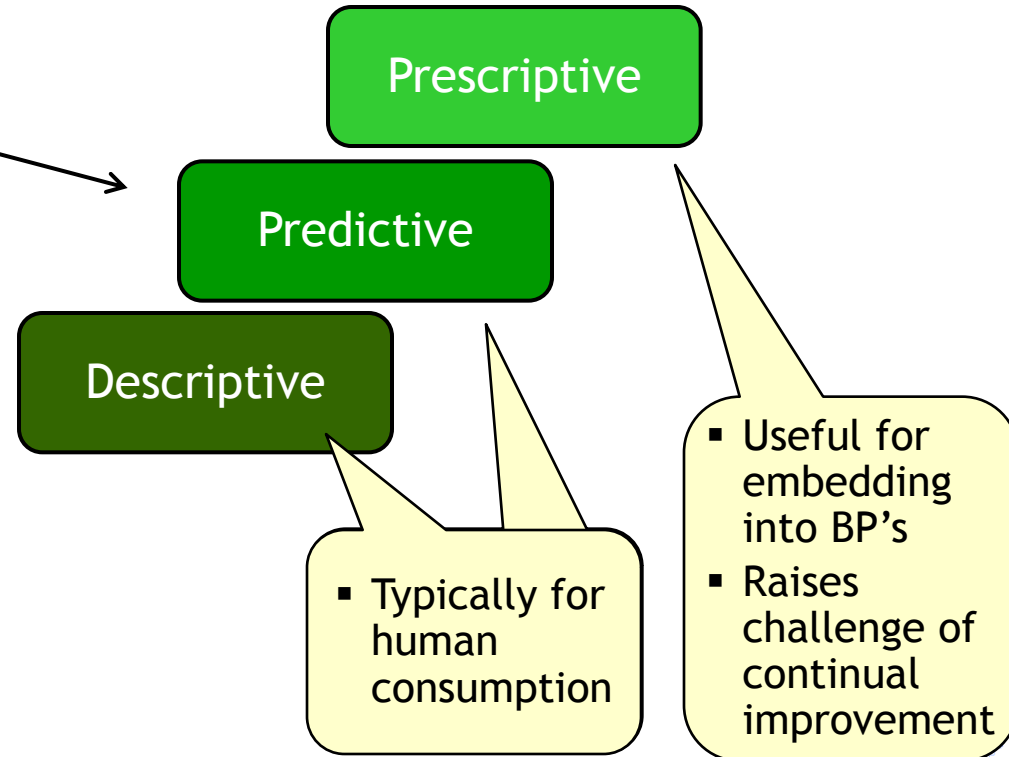 Prescriptive
Predictive
Descriptive
▪ Typically for
human
consumption
▪ Useful for
embedding
into BP’s
▪ Raises
challenge of
continual
improvement